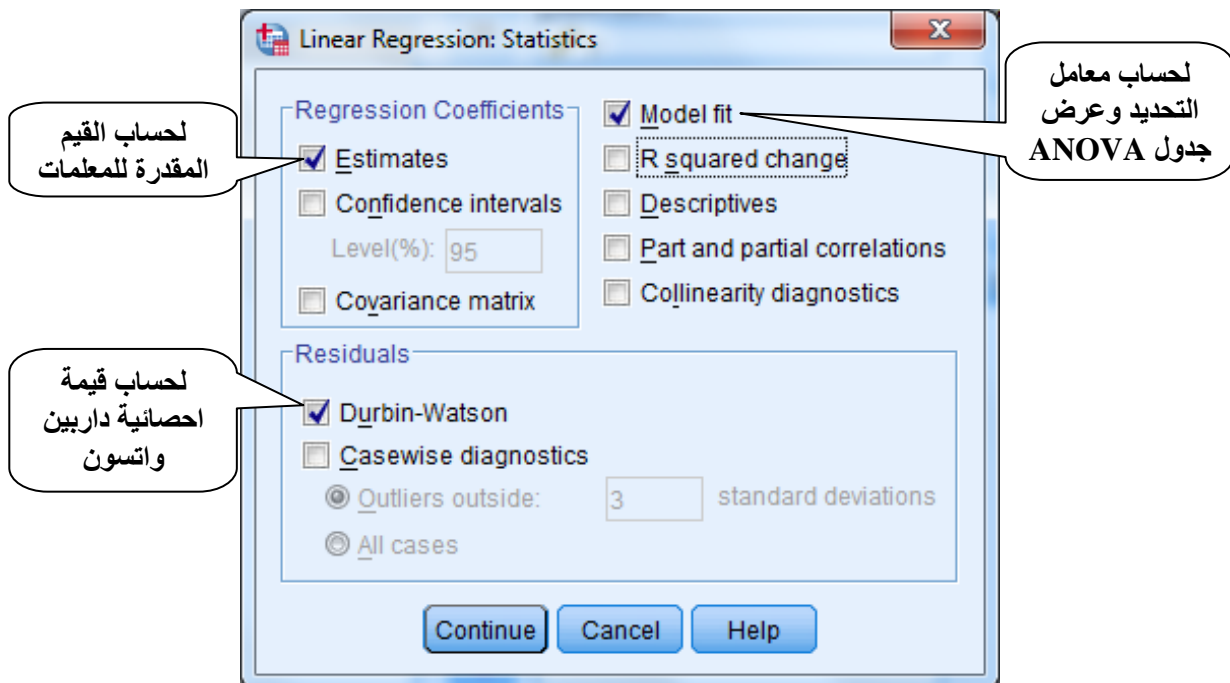 Linear Regression: Statistics
لحساب معامل
التحديد وعرض
جدول ANOVA
لحساب القيم
المقدرة للمعلمات
Regression Coefficients
Estimates
Confidence intervals
Level(%): 95
Covariance matrix
Model fit
R squared change
Descriptives
Part and partial correlations
Collinearity diagnostics
لحساب قيمة
احصائية داربين
واتسون
Residuals
Durbin-Watson
Casewise diagnostics
Outliers outside: 3 standard deviations
All cases
Continue Cancel Help